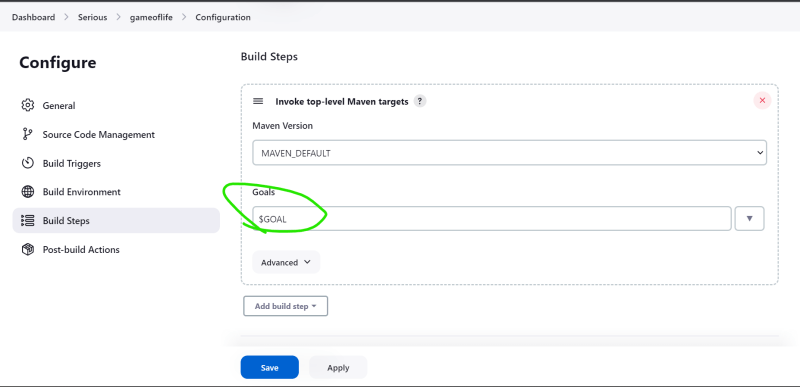 Dashboard > Serious > gameoflife > Configuration
Configure
General
Source Code Management
Build Triggers
Build Environment
Build Steps
Post-build Actions
Build Steps
Invoke top-level Maven targets ?
Maven Version
MAVEN_DEFAULT
Goals
$GOAL
Advanced
Add build step
Save Apply